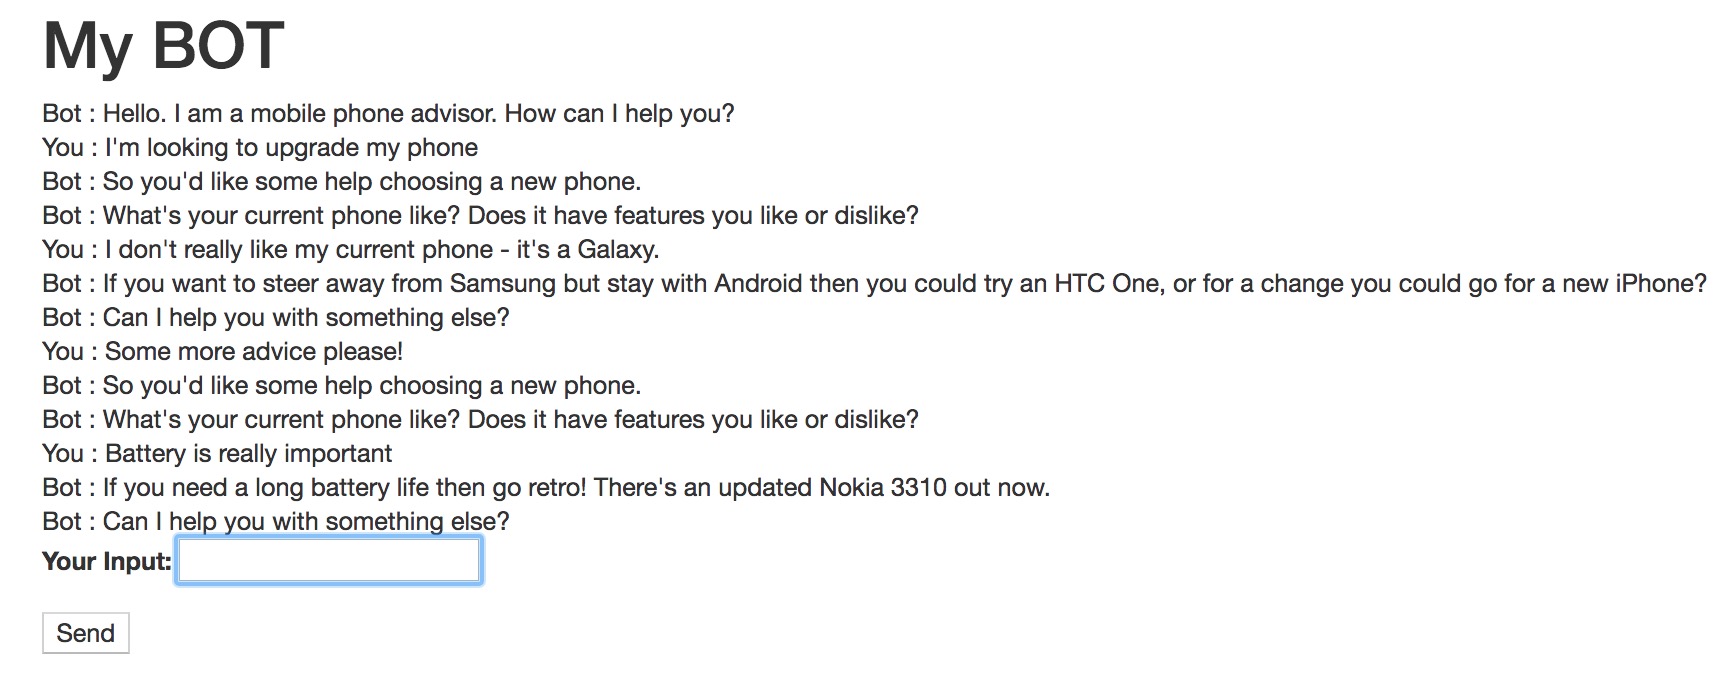 My BOT
Bot : Hello. I am a mobile phone advisor. How can I help you?
You : I'm looking to upgrade my phone
Bot : So you'd like some help choosing a new phone.
Bot : What's your current phone like? Does it have features you like or dislike?
You : I don't really like my current phone - it's a Galaxy.
Bot : If you want to steer away from Samsung but stay with Android then you could try an HTC One, or for a change you could go for a new iPhone?
Bot : Can I help you with something else?
You : Some more advice please!
Bot : So you'd like some help choosing a new phone.
Bot : What's your current phone like? Does it have features you like or dislike?
You : Battery is really important
Bot : If you need a long battery life then go retro! There's an updated Nokia 3310 out now.
Bot : Can I help you with something else?
Your Input:
Send